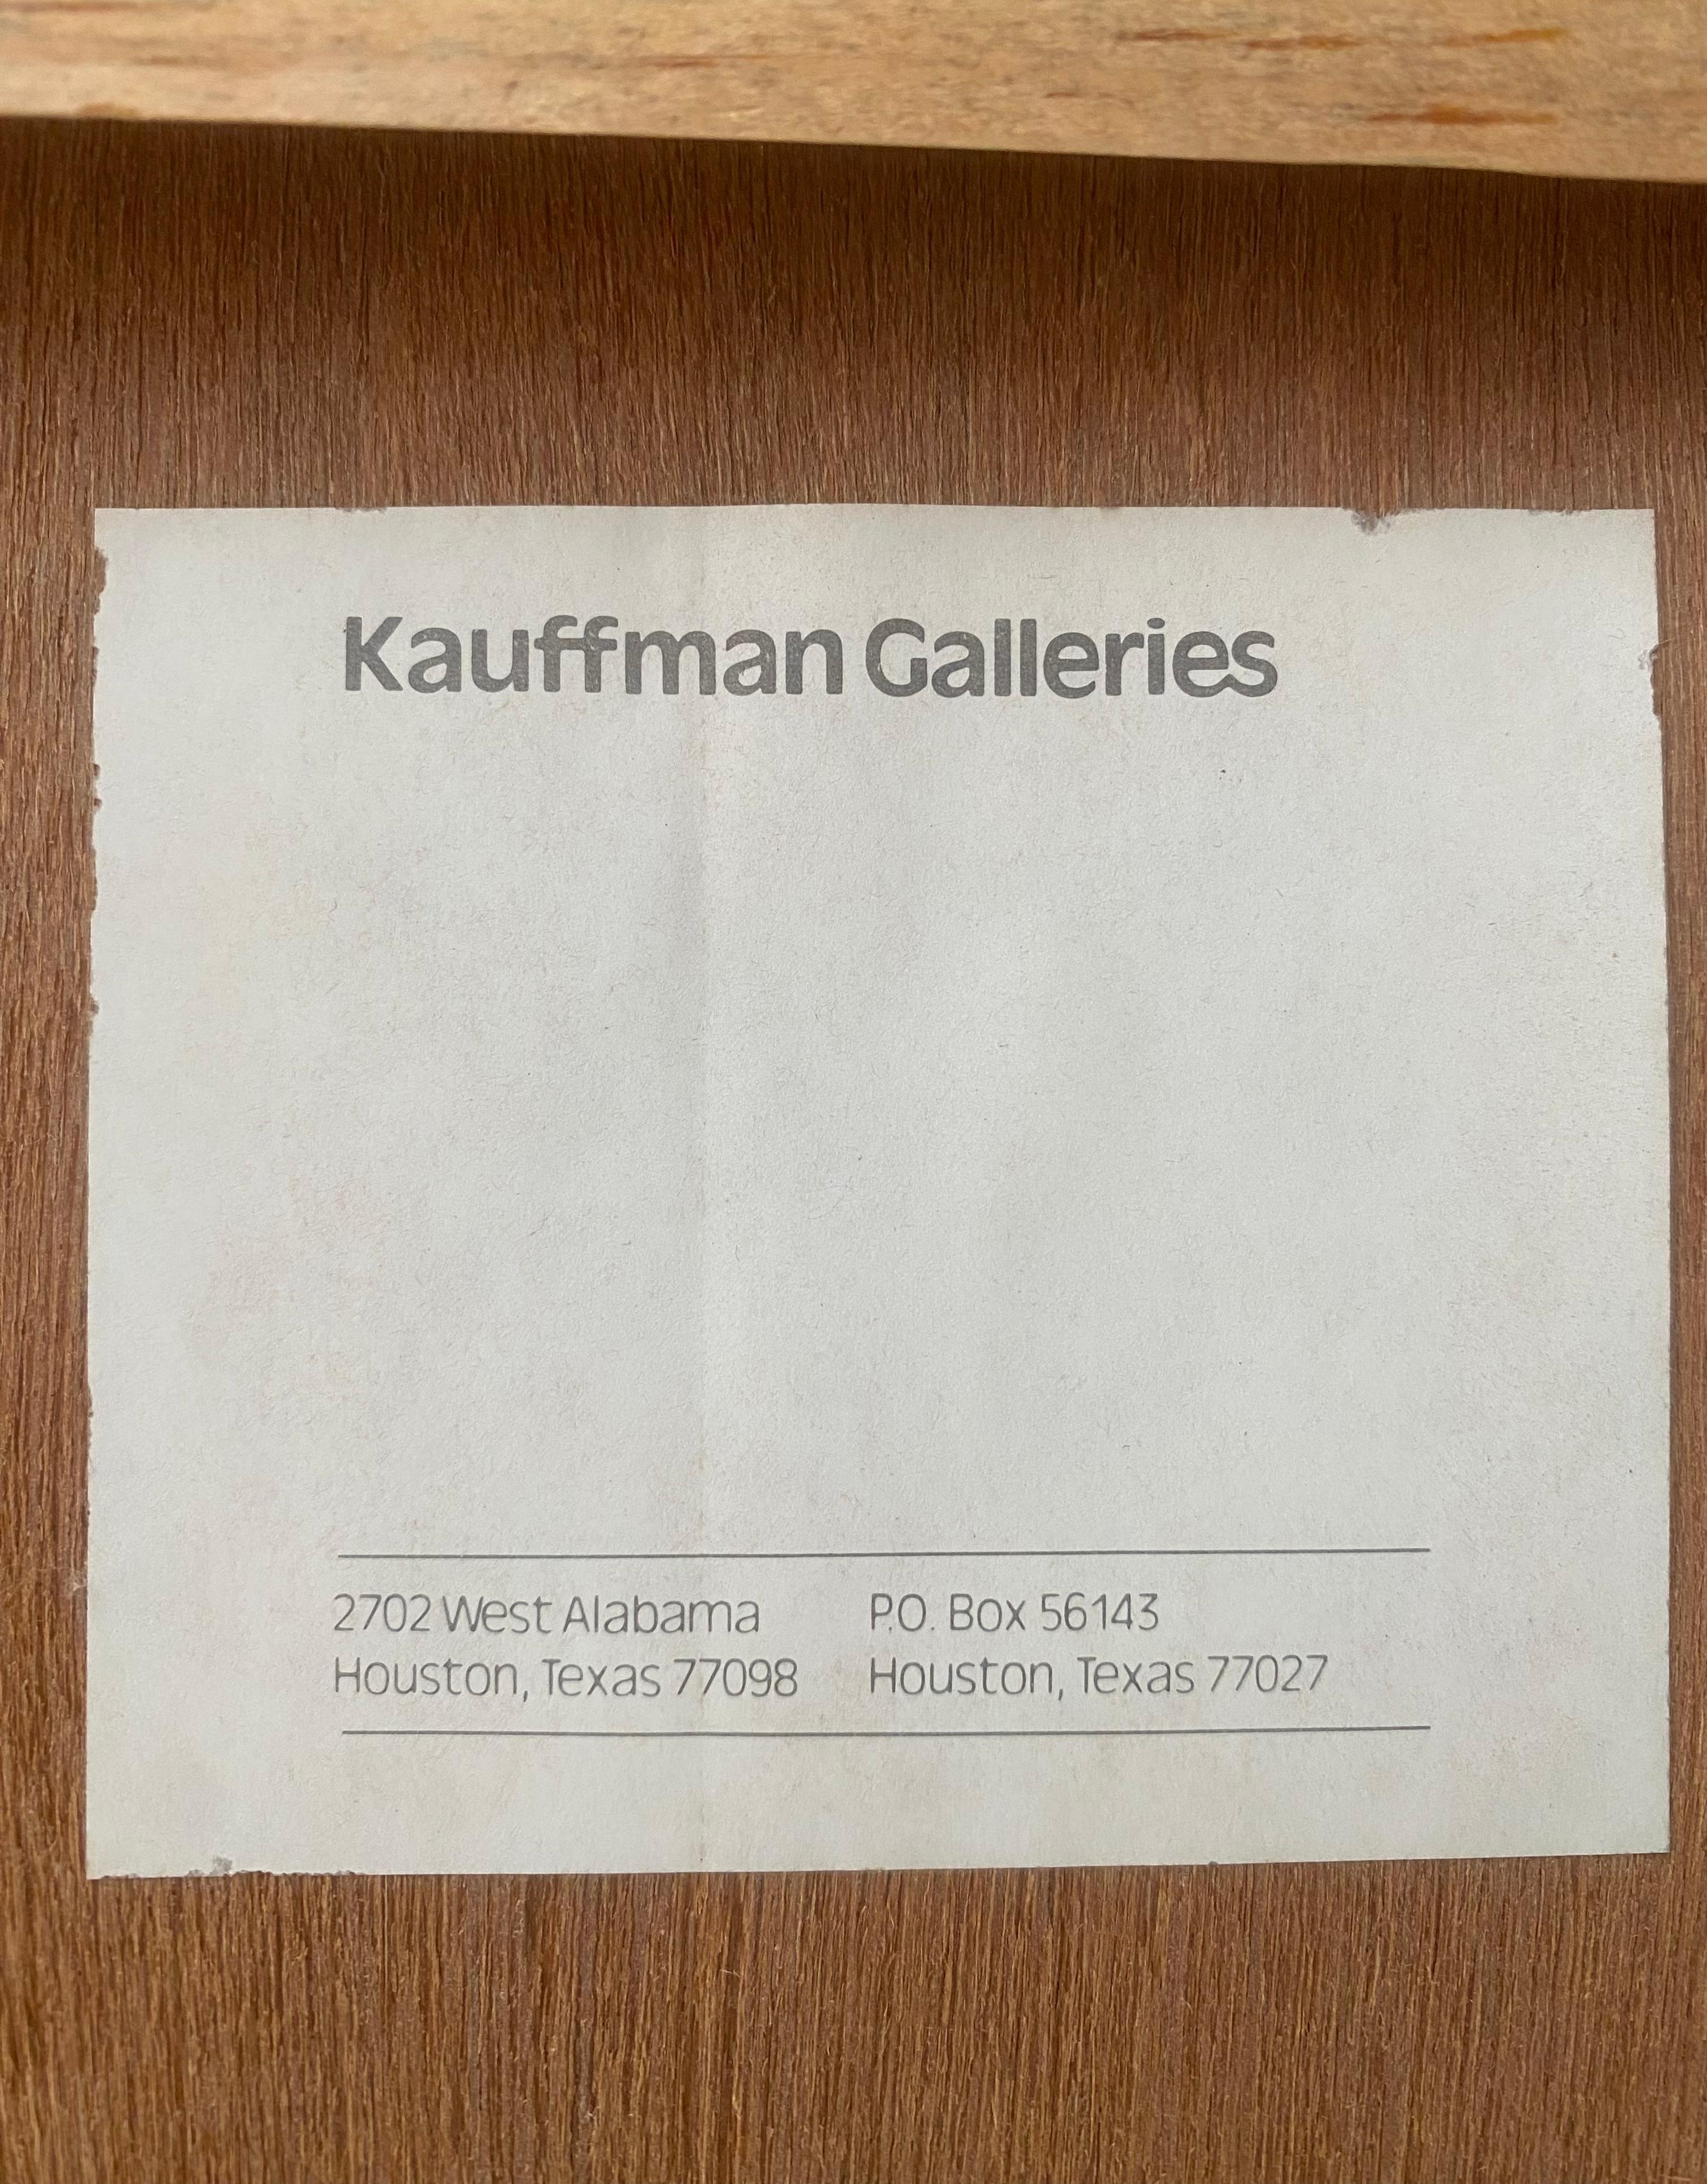 Kauffman Galleries
2702 West Alabama
Houston, Texas 77098
P.O. Box 56143
Houston, Texas 77027